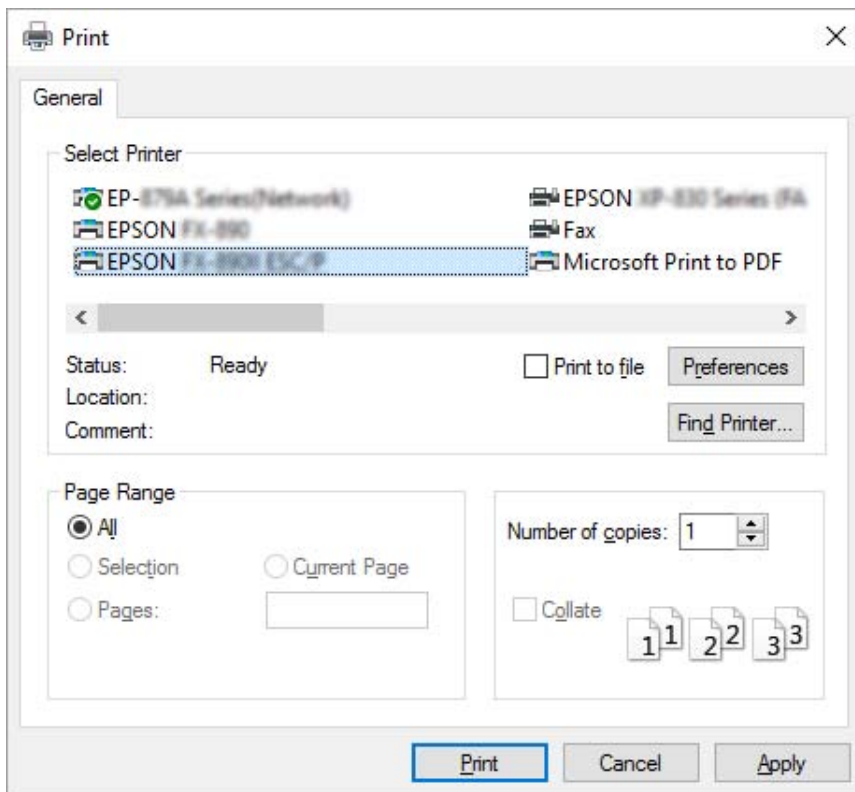 Print
General
Select Printer
EP-
EPSON
EPSON
EPSON
Fax
Microsoft Print to PDF
Status: Ready
Location:
Comment:
Print to file
Preferences
Find Printer...
Page Range
All
Selection
Current Page
Pages:
Number of copies: 1
Collate
1 1 2 2 3 3
Print
Cancel
Apply